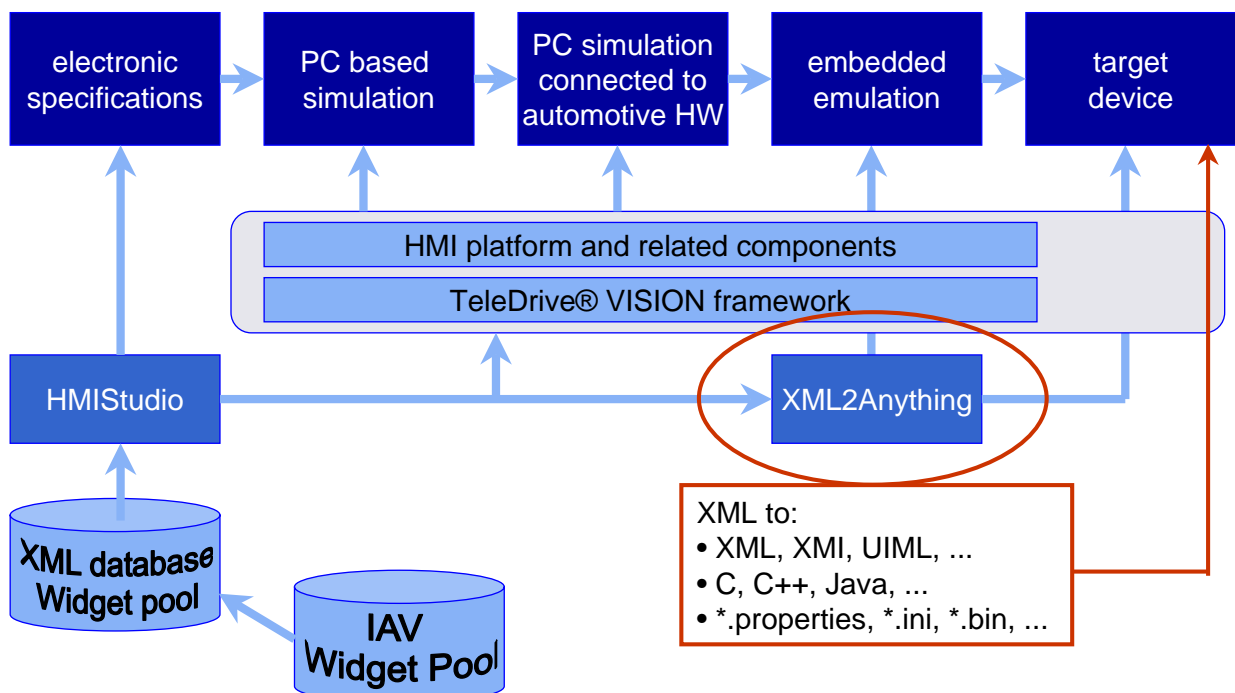 electronic
specifications
PC based
simulation
PC simulation
connected to
automotive HW
embedded
emulation
target
device
HMI platform and related components
TeleDrive® VISION framework
HMIStudio
XML2Anything
XML database
Widget pool
IAV
Widget Pool
XML to:
• XML, XMI, UIML, ...
• C, C++, Java, ...
• *.properties, *.ini, *.bin, ...